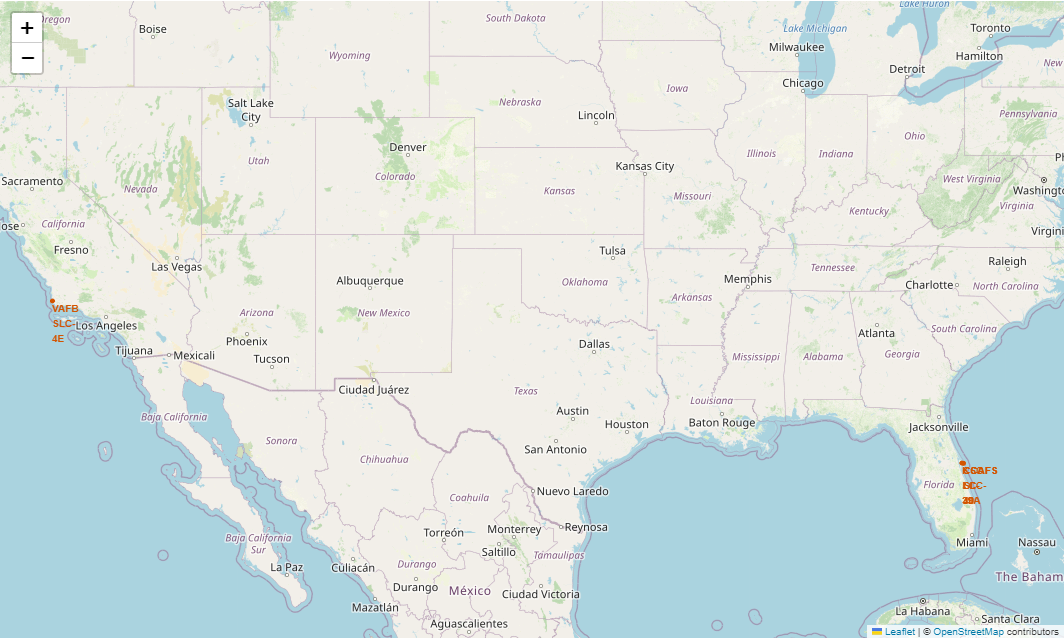 +
−
Oregon
Boise
South Dakota
Lake Huron
Toronto
Lake Michigan
Milwaukee
Hamilton
Wyoming
Detroit
Chicago
Iowa
Nebraska
Salt Lake
City
Lincoln
Pennsylvania
Ohio
Denver
Illinois
Indiana
Utah
Kansas City
Colorado
Sacramento
Nevada
Kansas
Missouri
West Virginia
Washingto
Virginia
Kentucky
ose
California
Virgini
Fresno
Tulsa
Las Vegas
Raleigh
Tennessee
Albuquerque
Oklahoma
Memphis
Charlotte
North Carolina
Arkansas
VAFB
SLC-
4E
Los Angeles
Arizona
New Mexico
South Carolina
Atlanta
Phoenix
Dallas
Tijuana
Mexicali
Tucson
Mississippi
Alabama
Georgia
Ciudad Juárez
Texas
Louisiana
Baja California
Austin
Houston
Baton Rouge
Jacksonville
Sonora
San Antonio
Chihuahua
Florida
Coahuila
Nuevo Laredo
Torreón
Monterrey
Reynosa
Baja California
Sur
Miami
Nassau
Saltillo
Tamaulipas
La Paz
Culiacán
Durango
The Baham
Durango
México
Ciudad Victoria
Mazatlán
La Habana
Santa Clara
Aguascalientes
Leaflet | © OpenStreetMap contributors